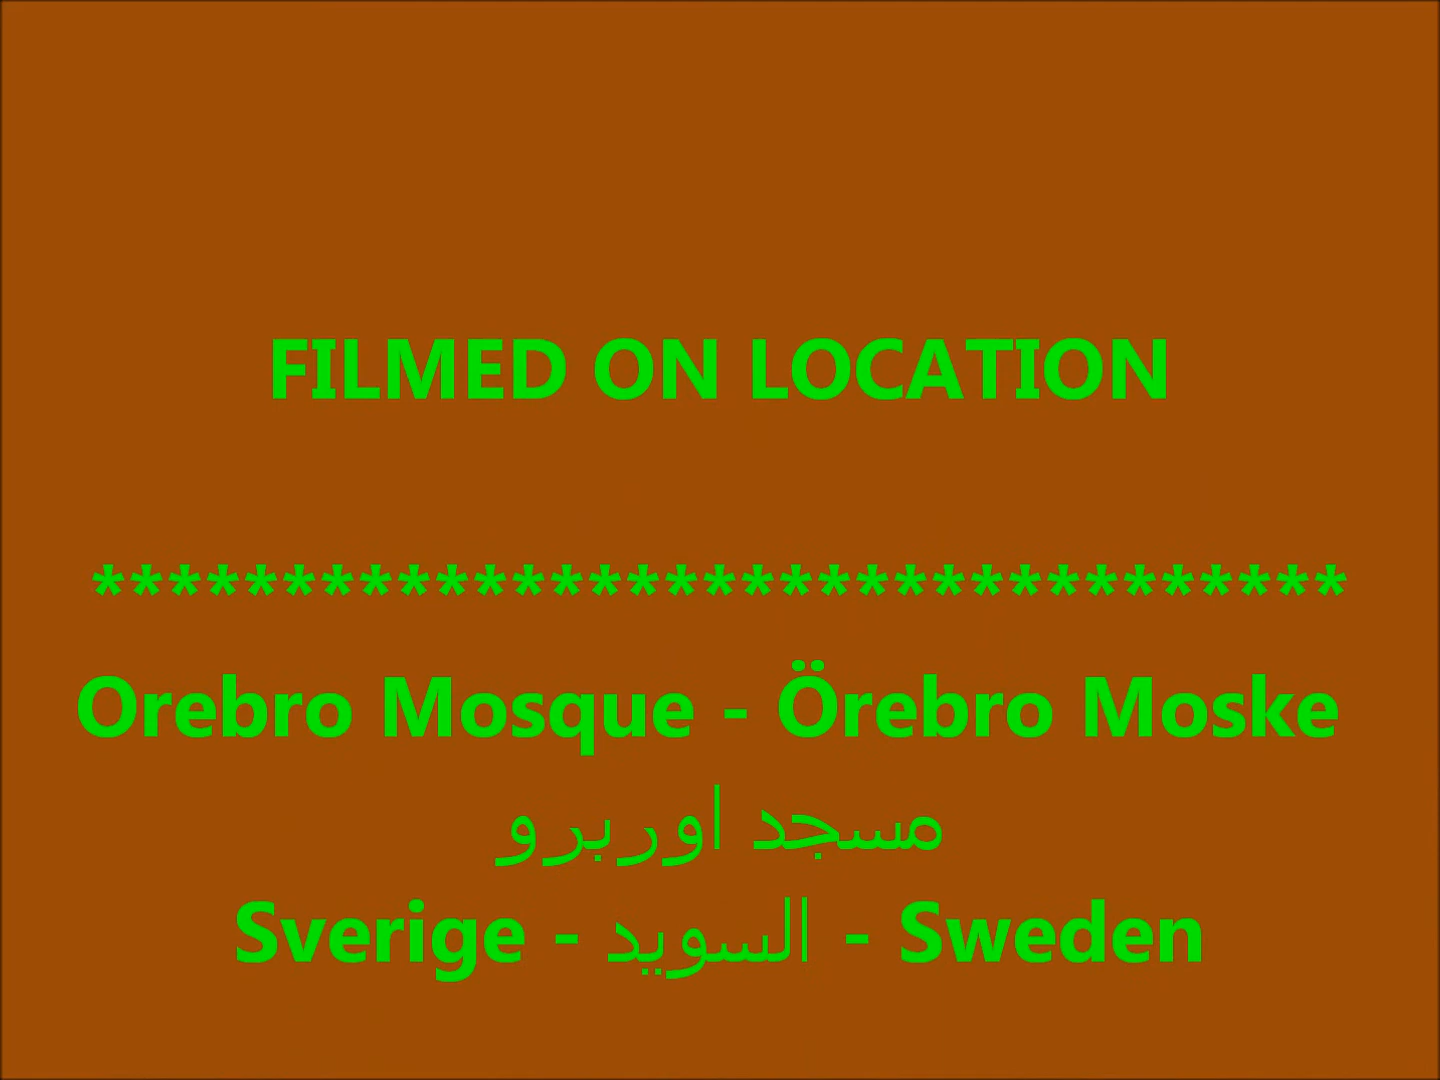 FILMED ON LOCATION
*********************************
Orebro Mosque - Örebro Moske
مسجد اوربرو
Sverige - السويد - Sweden